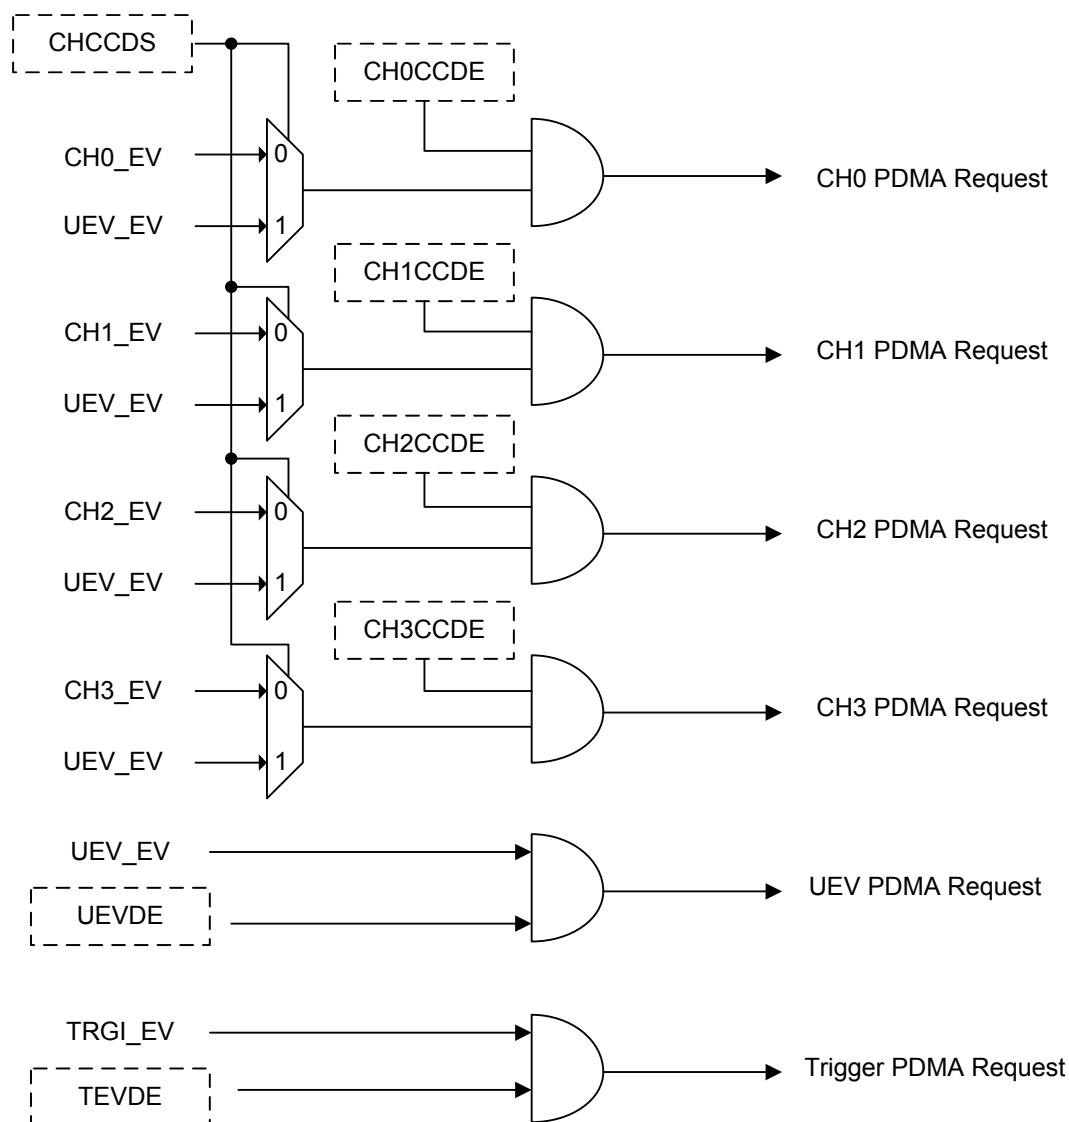 CHCCDS
CH0CCDE
CH0_EV
0
CH0 PDMA Request
UEV_EV
1
CH1CCDE
CH1_EV
0
CH1 PDMA Request
UEV_EV
1
CH2CCDE
CH2_EV
0
CH2 PDMA Request
UEV_EV
1
CH3CCDE
CH3_EV
0
CH3 PDMA Request
UEV_EV
1
UEV_EV
UEV PDMA Request
UEVDE
TRGI_EV
Trigger PDMA Request
TEVDE